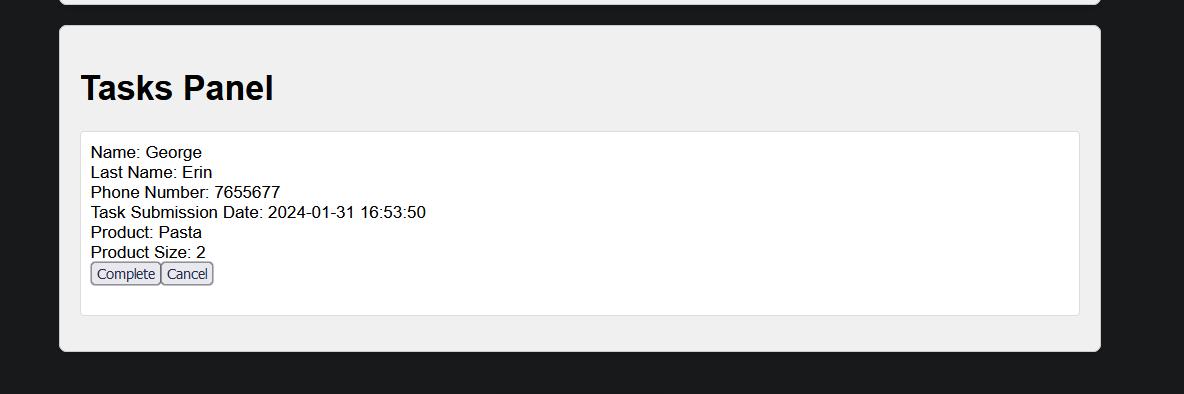 Tasks Panel
Name: George
Last Name: Erin
Phone Number: 7655677
Task Submission Date: 2024-01-31 16:53:50
Product: Pasta
Product Size: 2
Complete Cancel